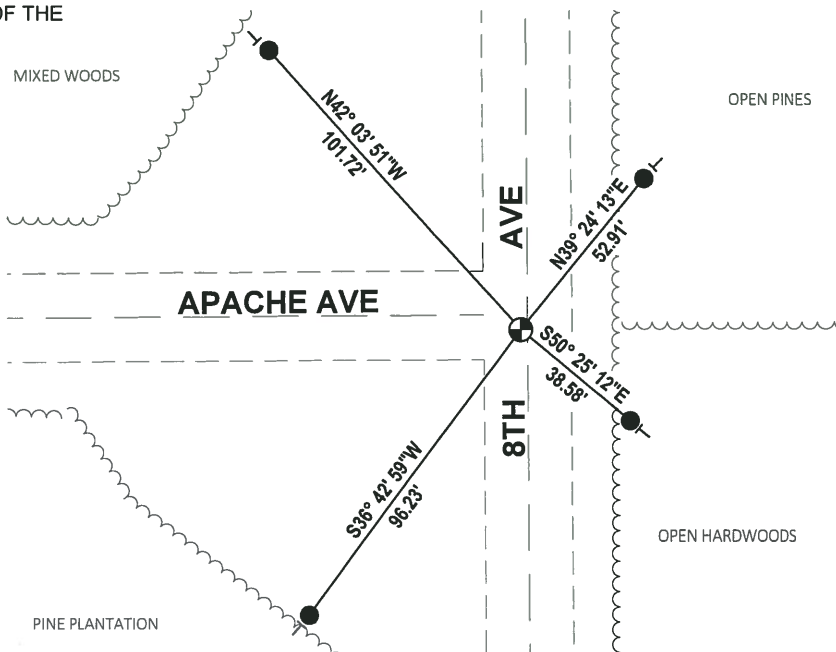 OF THE
MIXED WOODS
OPEN PINES
N42° 03' 51"W
101.72'
N39° 24' 13"E
52.91'
8TH AVE
APACHE AVE
S50° 25' 12"E
38.58'
S36° 42' 59"W
96.23'
OPEN HARDWOODS
PINE PLANTATION